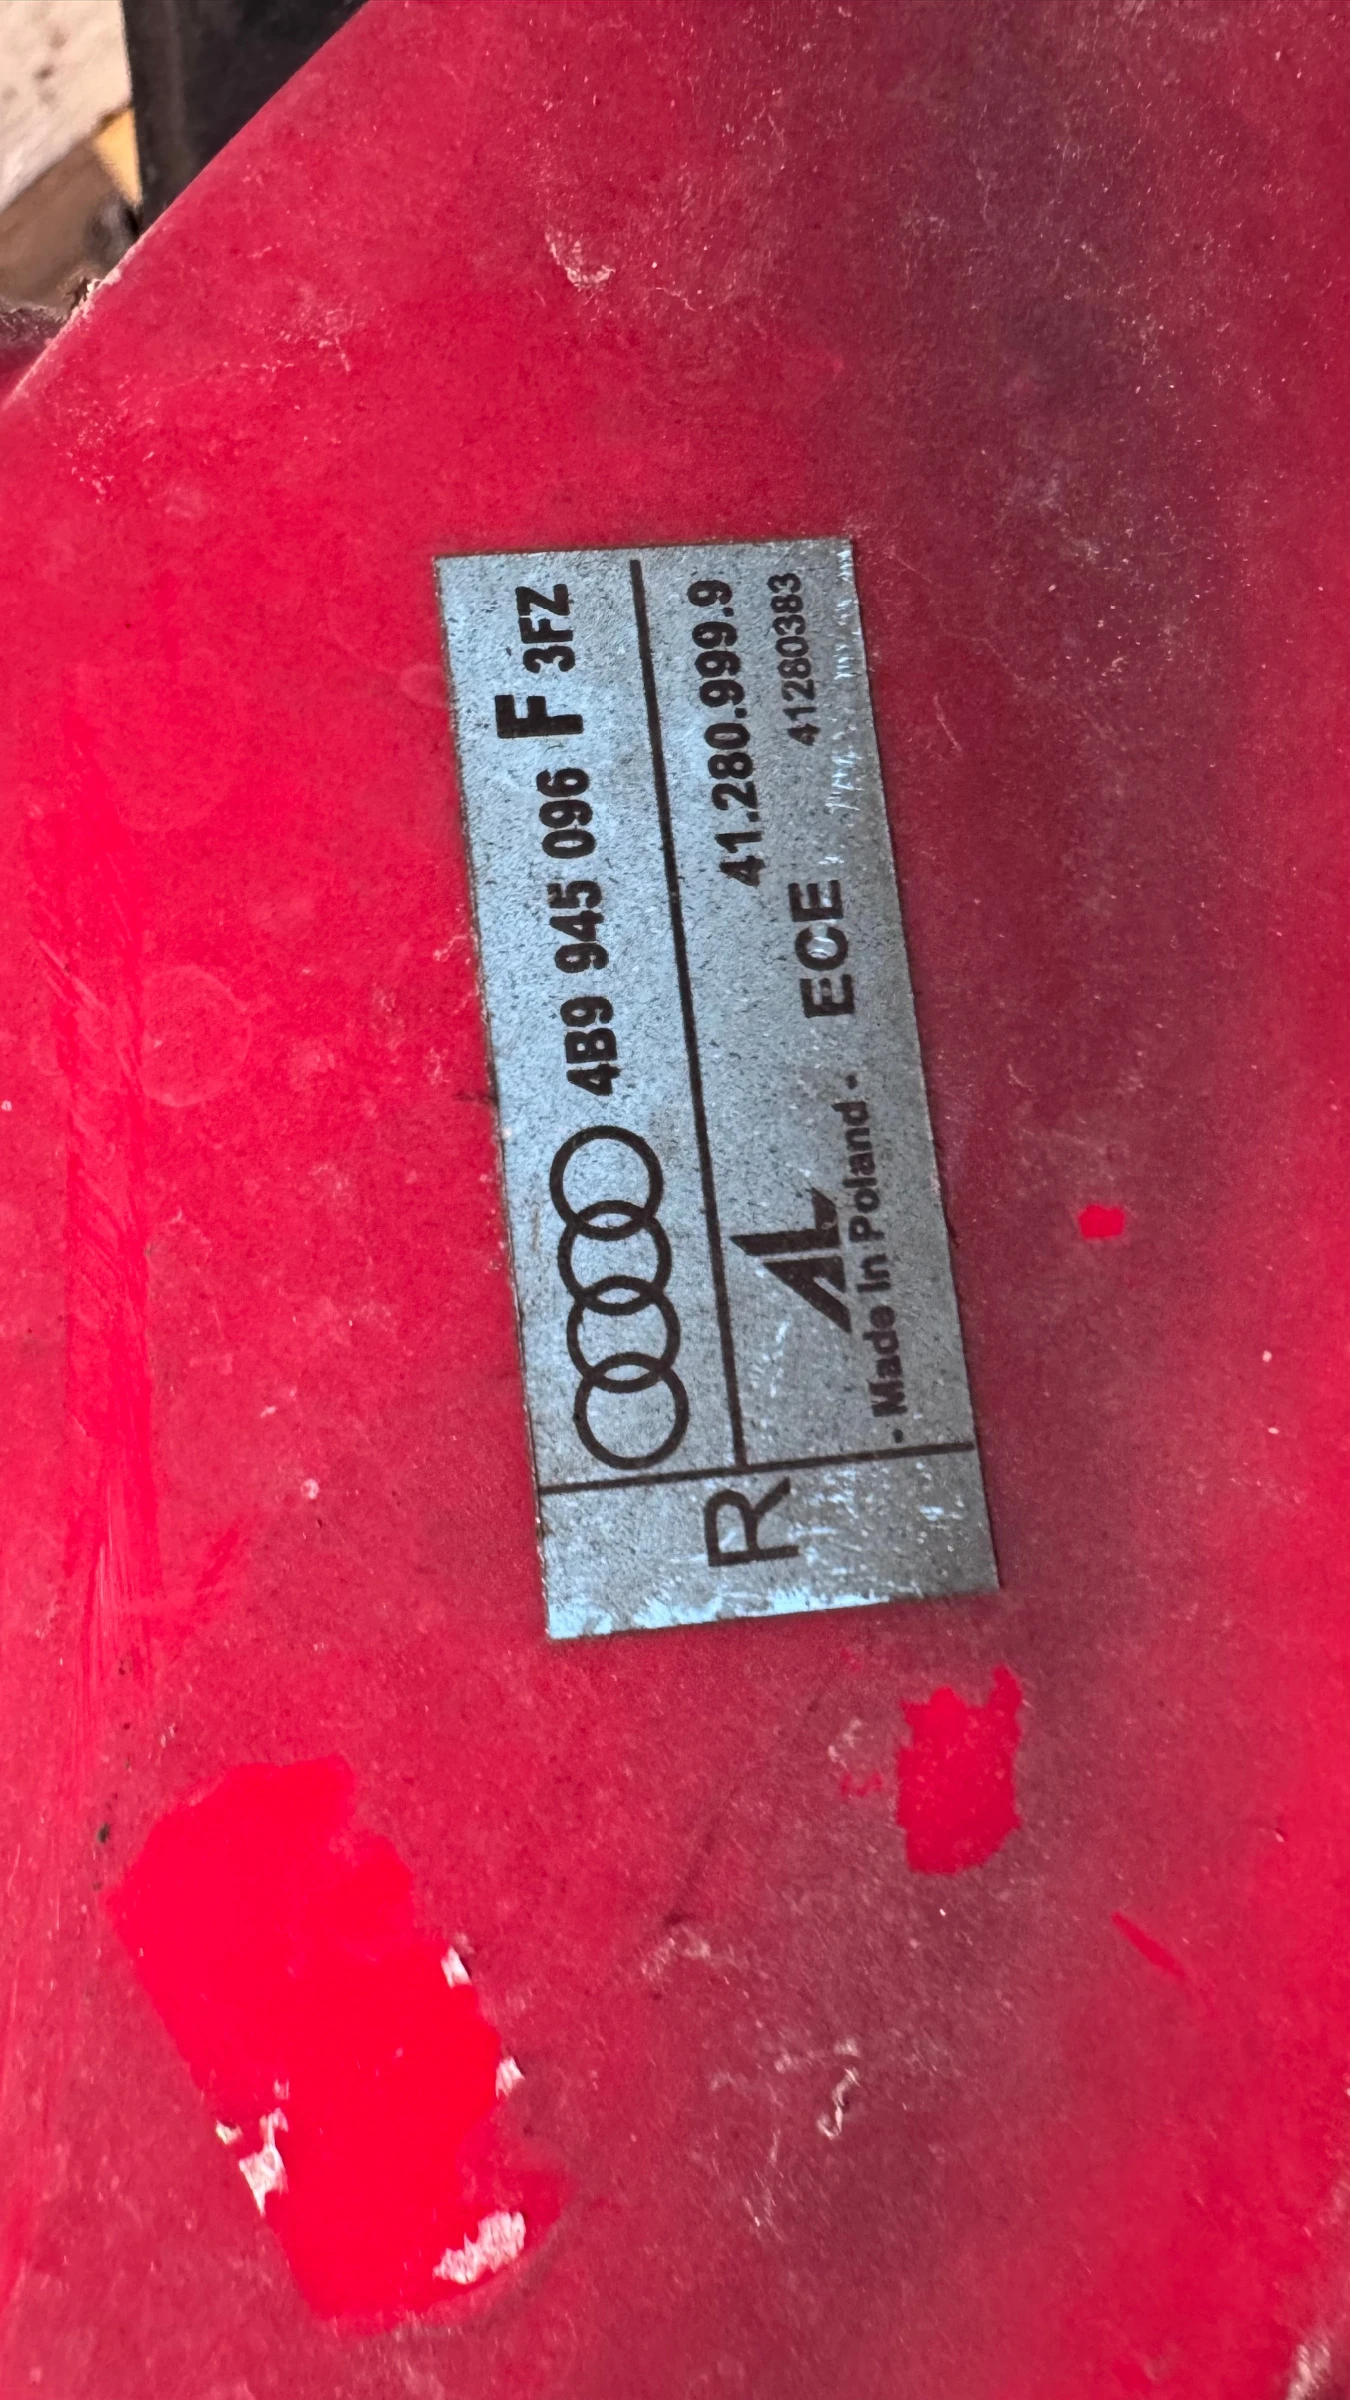 4B9 945 096 F 3FZ
41.280.999.9
41280383
AL
ECE
· Made in Poland ·
R